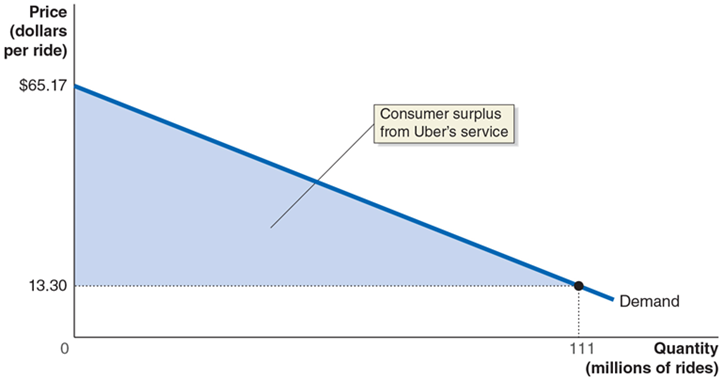 Price
(dollars
per ride)
$65.17
Consumer surplus
from Uber's service
13.30
Demand
0
111
Quantity
(millions of rides)